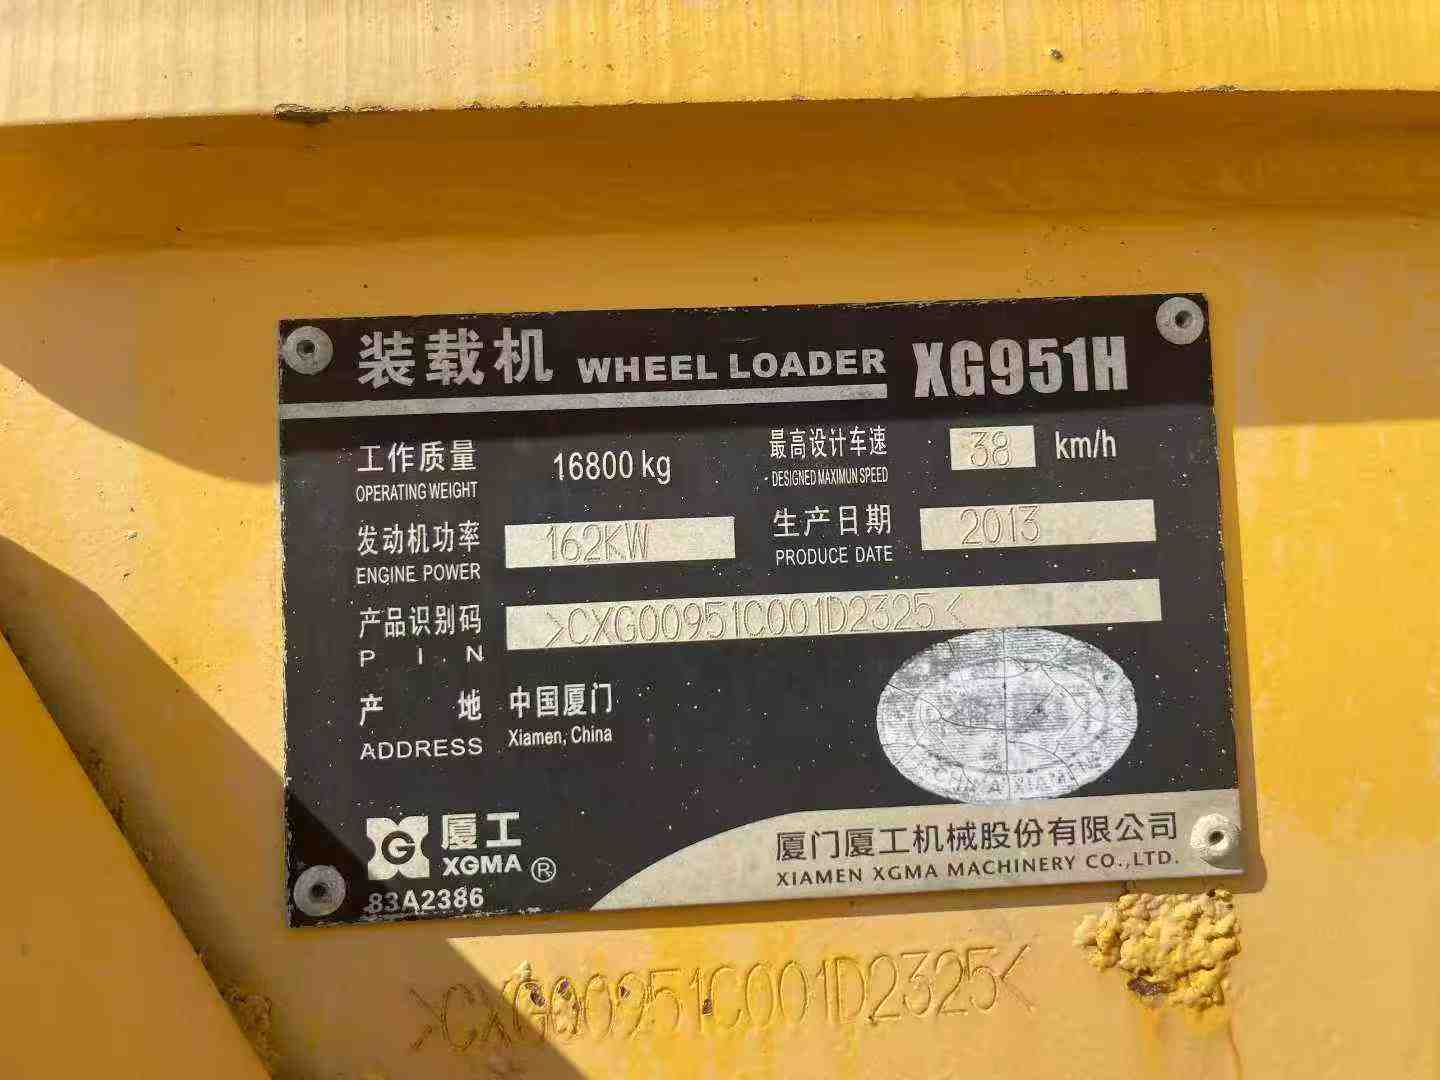 装载机 WHEEL LOADER XG951H
工作质量 16800 kg 最高设计车速 38 km/h
OPERATING WEIGHT DESIGNED MAXIMUN SPEED
发动机功率 162KW 生产日期 2013
ENGINE POWER PRODUCE DATE
产品识别码 >CXG00951C001D2325<
P I N
产 地 中国厦门
ADDRESS Xiamen, China
G 厦工
XGMA ®
83A2386
厦门厦工机械股份有限公司
XIAMEN XGMA MACHINERY CO.,LTD.
>CXG00951C001D2325<